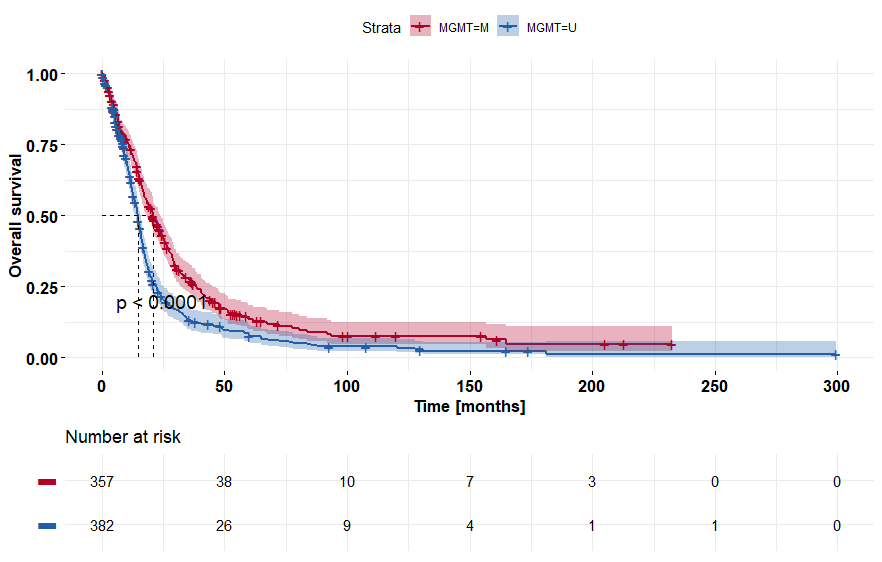 Strata MGMT=M MGMT=U
1.00
0.75
0.50
0.25
0.00
Overall survival
p < 0.0001
0 50 100 150 200 250 300
Time [months]
Number at risk
357 38 10 7 3 0 0
382 26 9 4 1 1 0